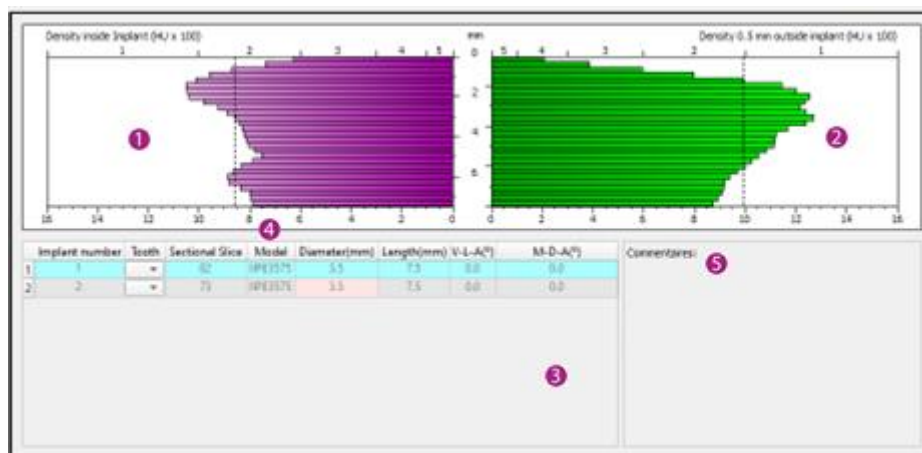 4
Density inside Implant (HU x 100) mm Density 0.5 mm outside implant (HU x 100)
1 2 3 4 5 0 5 4 3 2 1
2
4
6
1 2
16 14 12 10 8 6 4 2 0 0 2 4 6 8 10 12 14 16
4
Implant number Tooth Sectional Slice Model Diameter(mm) Length(mm) V-L-A(°) M-D-A(°)
1 1 62 3.5 7.5 0.0 0.0
2 2 73 3.5 7.5 0.0 0.0
Commentaires:
5
3